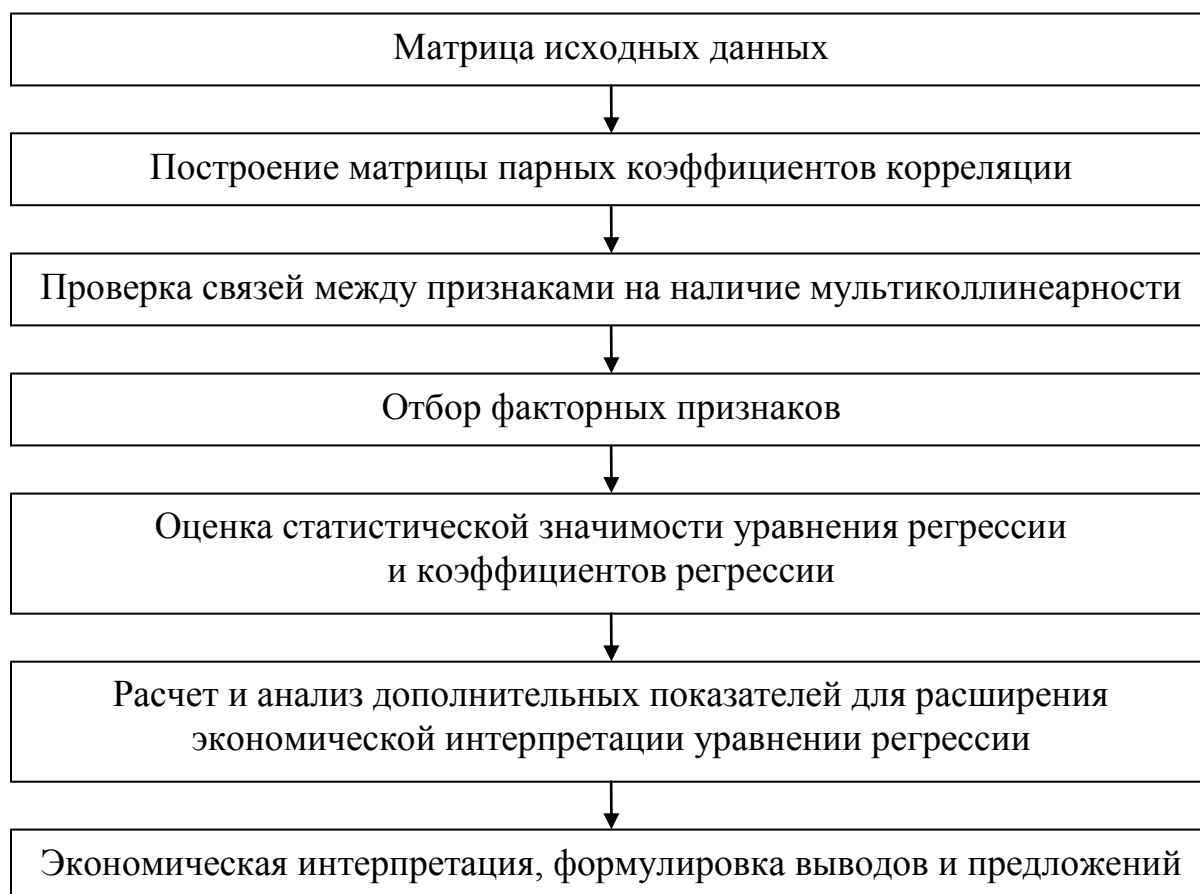 Матрица исходных данных
Построение матрицы парных коэффициентов корреляции
Проверка связей между признаками на наличие мультиколлинеарности
Отбор факторных признаков
Оценка статистической значимости уравнения регрессии
и коэффициентов регрессии
Расчет и анализ дополнительных показателей для расширения
экономической интерпретации уравнении регрессии
Экономическая интерпретация, формулировка выводов и предложений